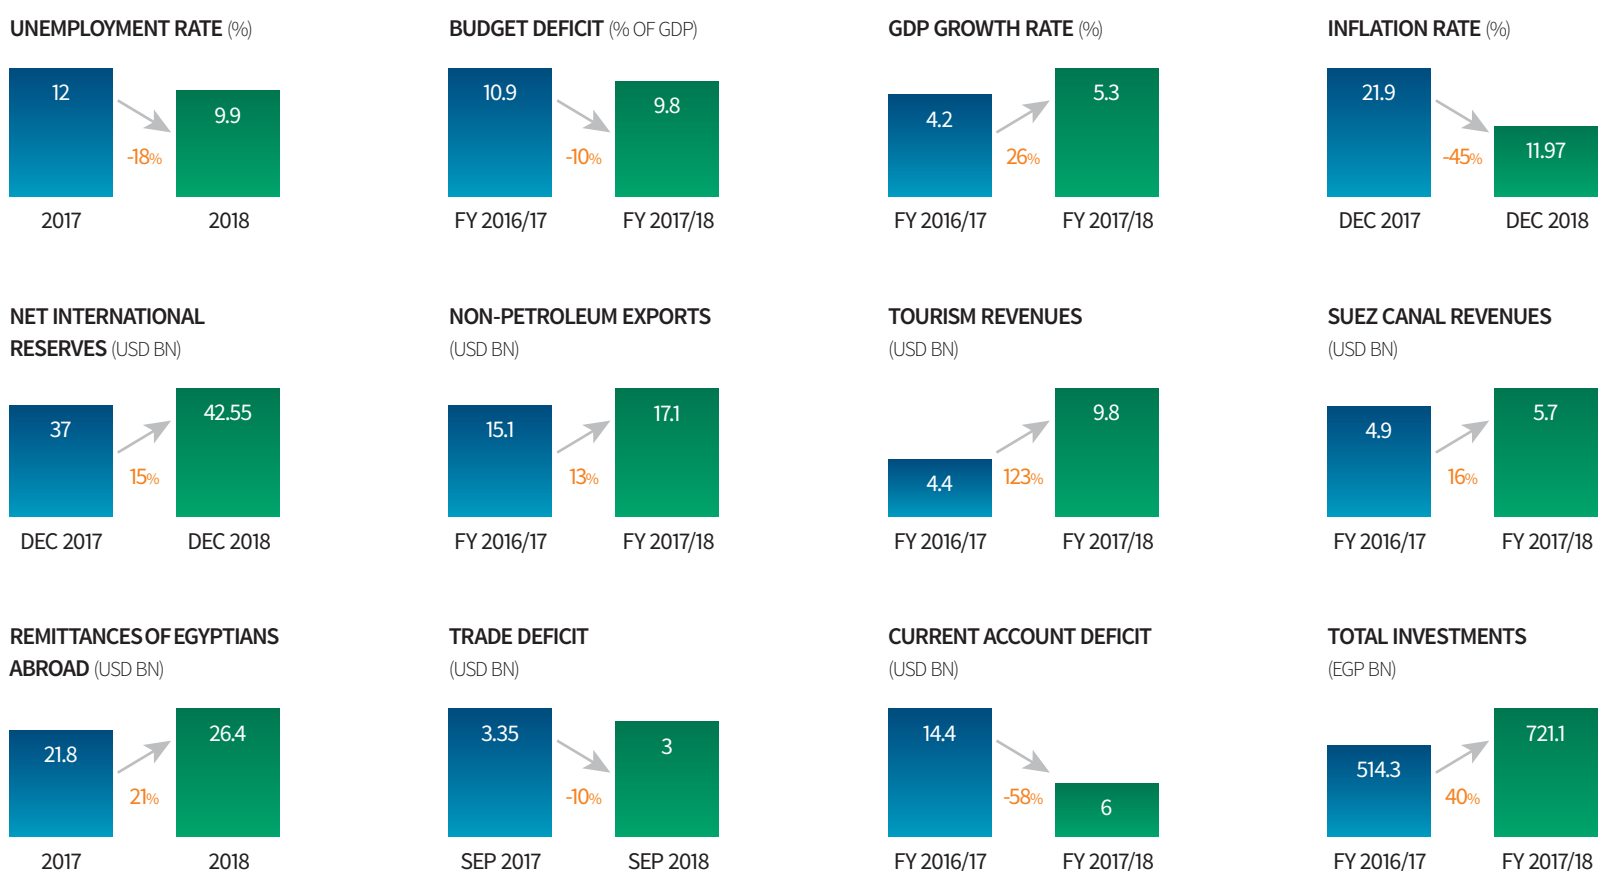 UNEMPLOYMENT RATE (%)
12
9.9
-18%
2017
2018
BUDGET DEFICIT (% OF GDP)
10.9
9.8
-10%
FY 2016/17
FY 2017/18
GDP GROWTH RATE (%)
4.2
5.3
26%
FY 2016/17
FY 2017/18
INFLATION RATE (%)
21.9
11.97
-45%
DEC 2017
DEC 2018
NET INTERNATIONAL
RESERVES (USD BN)
37
42.55
15%
DEC 2017
DEC 2018
NON-PETROLEUM EXPORTS
(USD BN)
15.1
17.1
13%
FY 2016/17
FY 2017/18
TOURISM REVENUES
(USD BN)
4.4
9.8
123%
FY 2016/17
FY 2017/18
SUEZ CANAL REVENUES
(USD BN)
4.9
5.7
16%
FY 2016/17
FY 2017/18
REMITTANCES OF EGYPTIANS
ABROAD (USD BN)
21.8
26.4
21%
2017
2018
TRADE DEFICIT
(USD BN)
3.35
3
-10%
SEP 2017
SEP 2018
CURRENT ACCOUNT DEFICIT
(USD BN)
14.4
6
-58%
FY 2016/17
FY 2017/18
TOTAL INVESTMENTS
(EGP BN)
514.3
721.1
40%
FY 2016/17
FY 2017/18